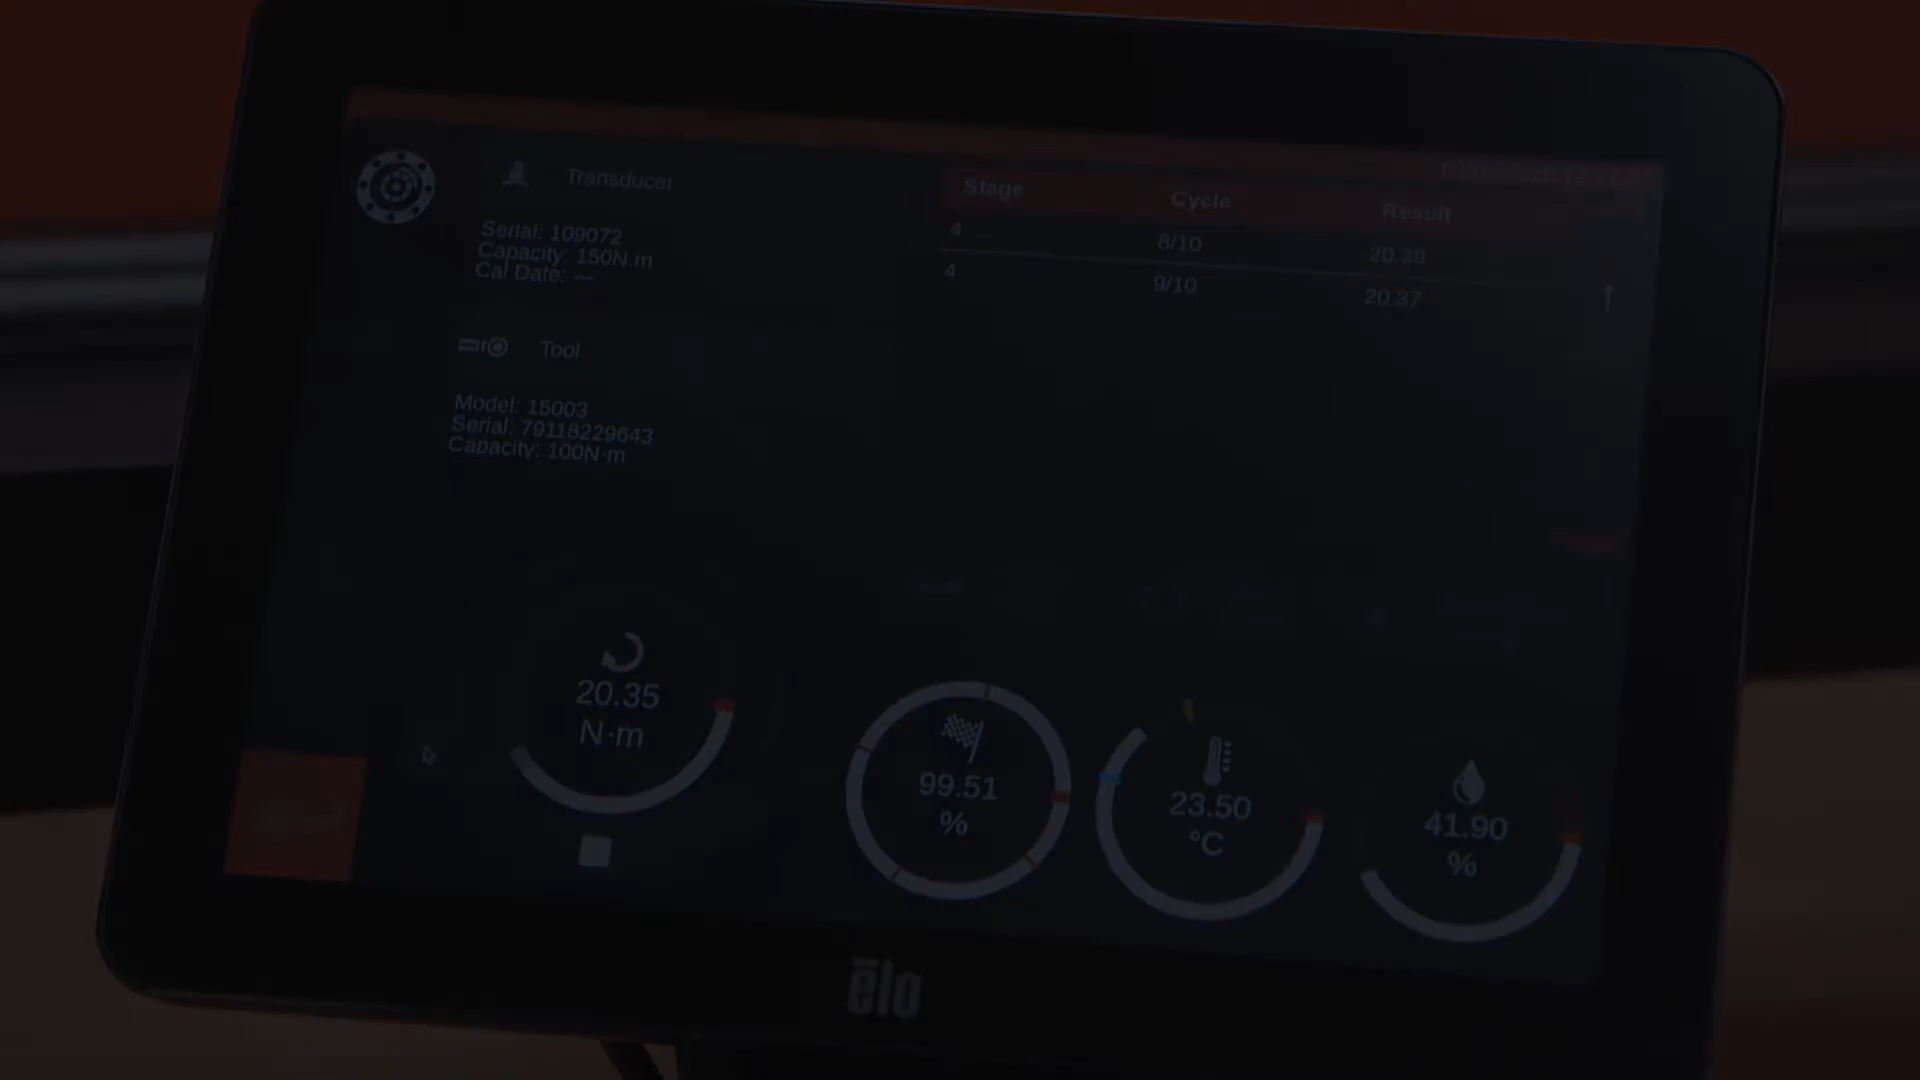 Transducer
Serial: 109072
Capacity: 150N.m
Cal Date: ---
Tool
Model: 15003
Serial: 79118229643
Capacity: 100N·m
Stage Cycle Result
4 8/10 20.39
4 9/10 20.37
20.35
N·m
99.51
%
23.50
°C
41.90
%
elo